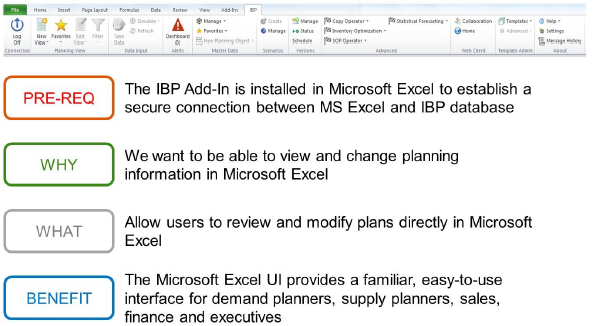 File Home Insert Page Layout Formulas Data Review View Add-Ins IBP
Log Off
New View
Favorites
Edit View
Filter
Save Data
Simulate
Refresh
Dashboard (0)
Manage
Favorites
New Planning Object
Create
Manage
Manage
Status
Schedule
Copy Operator
Inventory Optimization
S&OP Operator
Statistical Forecasting
Collaboration
Home
Templates
Advanced
Help
Settings
Message History
Connection Planning View Data Input Alerts Master Data Scenarios Versions Advanced Web Client Template Admin About
PRE-REQ
The IBP Add-In is installed in Microsoft Excel to establish a
secure connection between MS Excel and IBP database
WHY
We want to be able to view and change planning
information in Microsoft Excel
WHAT
Allow users to review and modify plans directly in Microsoft
Excel
BENEFIT
The Microsoft Excel UI provides a familiar, easy-to-use
interface for demand planners, supply planners, sales,
finance and executives